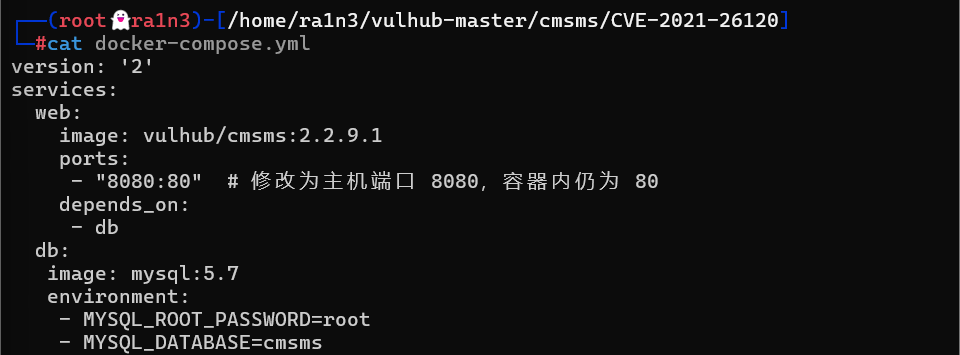 (root👻ra1n3)-[/home/ra1n3/vulhub-master/cmsms/CVE-2021-26120]
#cat docker-compose.yml
version: '2'
services:
  web:
    image: vulhub/cmsms:2.2.9.1
    ports:
     - "8080:80"  # 修改为主机端口 8080，容器内仍为 80
    depends_on:
     - db
  db:
   image: mysql:5.7
   environment:
    - MYSQL_ROOT_PASSWORD=root
    - MYSQL_DATABASE=cmsms